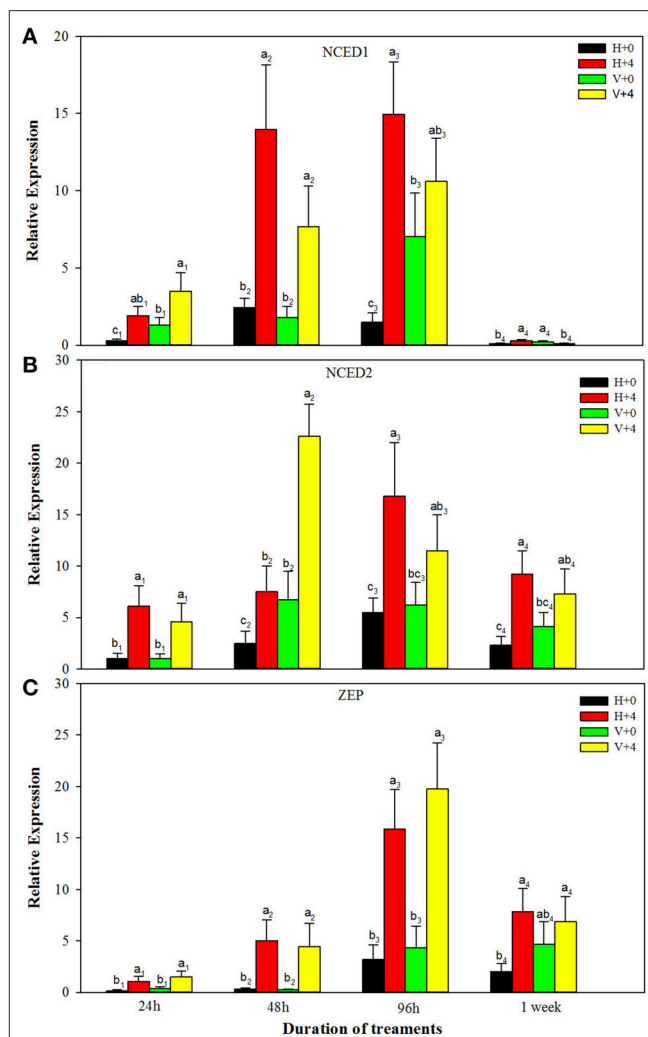 A
NCED1
H+0
H+4
V+0
V+4
20
15
10
5
0
Relative Expression
c1
ab1
b1
a1
b2
a2
b2
a2
c3
a3
b3
ab3
b4
a4
a4
b4
B
NCED2
H+0
H+4
V+0
V+4
30
25
20
15
10
5
0
Relative Expression
b1
a1
b1
a1
c2
b2
b2
a2
c3
a3
bc3
ab3
c4
a4
bc4
ab4
C
ZEP
H+0
H+4
V+0
V+4
30
25
20
15
10
5
0
Relative Expression
b1
a1
b1
a1
b2
a2
b2
a2
b3
a3
b3
a3
b4
a4
ab4
a4
24h 48h 96h 1 week
Duration of treaments